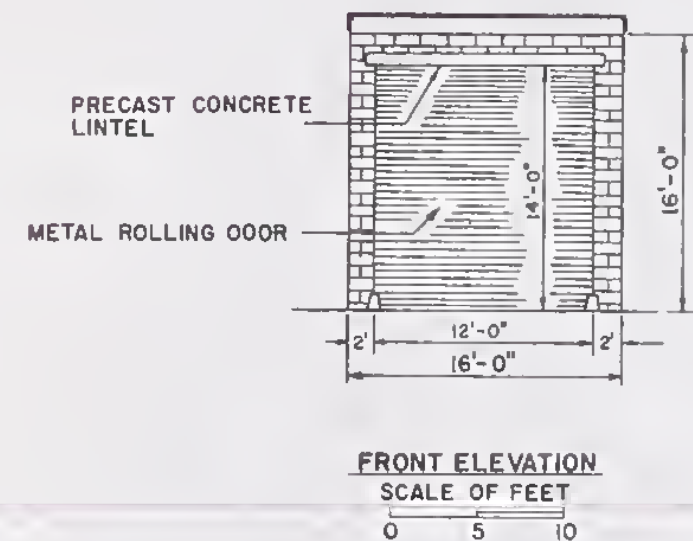 PRECAST CONCRETE
LINTEL
METAL ROLLING DOOR
14'-0"
16'-0"
2'
12'-0"
2'
16'-0"
FRONT ELEVATION
SCALE OF FEET
0 5 10